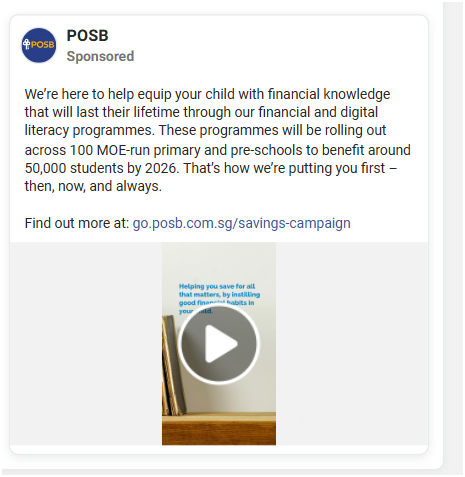 POSB
POSB
Sponsored
We're here to help equip your child with financial knowledge
that will last their lifetime through our financial and digital
literacy programmes. These programmes will be rolling out
across 100 MOE-run primary and pre-schools to benefit around
50,000 students by 2026. That's how we're putting you first –
then, now, and always.
Find out more at: go.posb.com.sg/savings-campaign
Helping you save for all
that matters, by instilling
good financial habits in
your child.